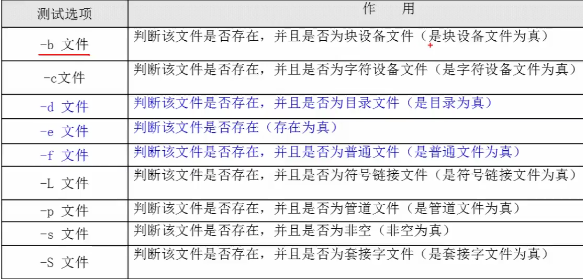 测试选项 作 用
-b 文件 判断该文件是否存在，并且是否为块设备文件（是块设备文件为真）
-c文件 判断该文件是否存在，并且是否为字符设备文件（是字符设备文件为真）
-d 文件 判断该文件是否存在，并且是否为目录文件（是目录为真）
-e 文件 判断该文件是否存在（存在为真）
-f 文件 判断该文件是否存在，并且是否为普通文件（是普通文件为真）
-L 文件 判断该文件是否存在，并且是否为符号链接文件（是符号链接文件为真）
-p 文件 判断该文件是否存在，并且是否为管道文件（是管道文件为真）
-s 文件 判断该文件是否存在，并且是否为非空（非空为真）
-S 文件 判断该文件是否存在，并且是否为套接字文件（是套接字文件为真）